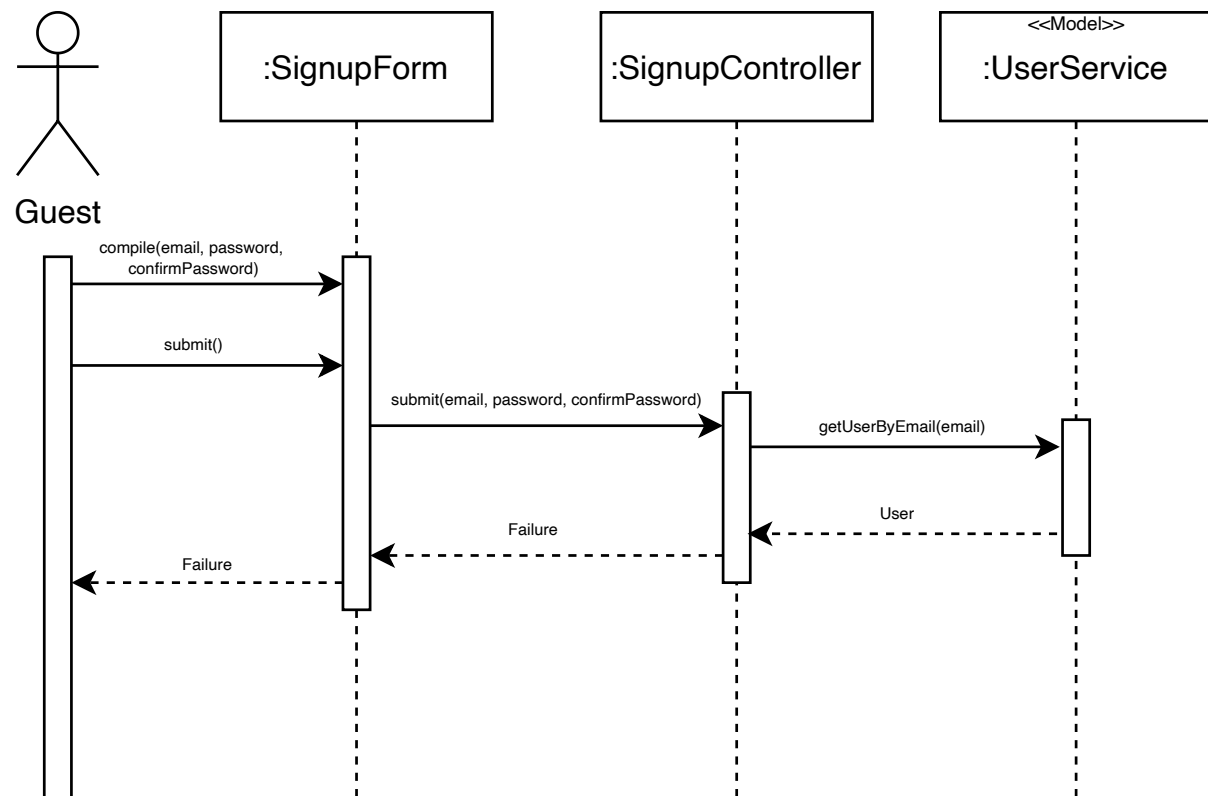 <<Model>>
:SignupForm
:SignupController
:UserService
Guest
compile(email, password,
confirmPassword)
submit()
submit(email, password, confirmPassword)
getUserByEmail(email)
User
Failure
Failure